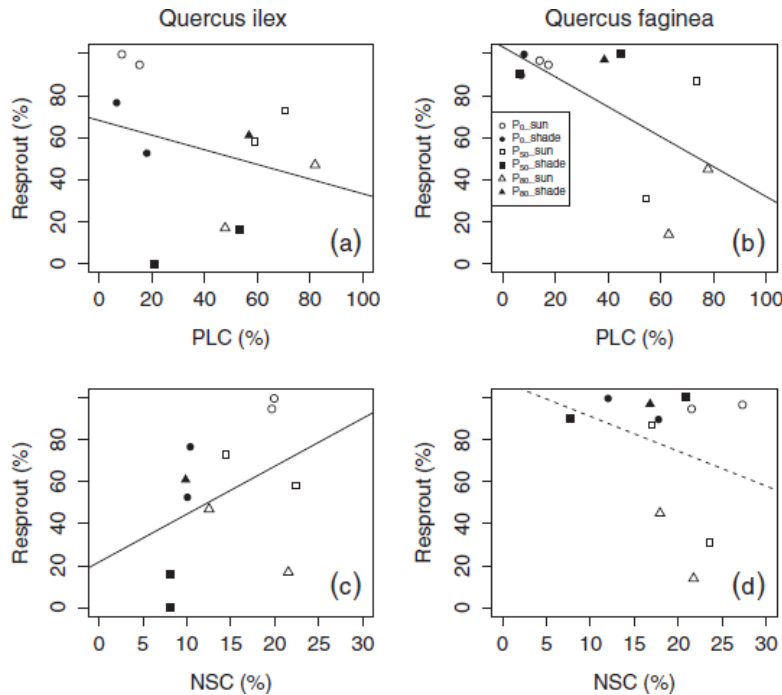 Quercus ilex
Quercus faginea
Resprout (%)
0 20 40 60 80
0 20 40 60 80 100
PLC (%)
(a)
Resprout (%)
0 20 40 60 80
P0_sun
P0_shade
P50_sun
P50_shade
P80_sun
P80_shade
0 20 40 60 80 100
PLC (%)
(b)
Resprout (%)
0 20 40 60 80
0 5 10 15 20 25 30
NSC (%)
(c)
Resprout (%)
0 20 40 60 80
0 5 10 15 20 25 30
NSC (%)
(d)